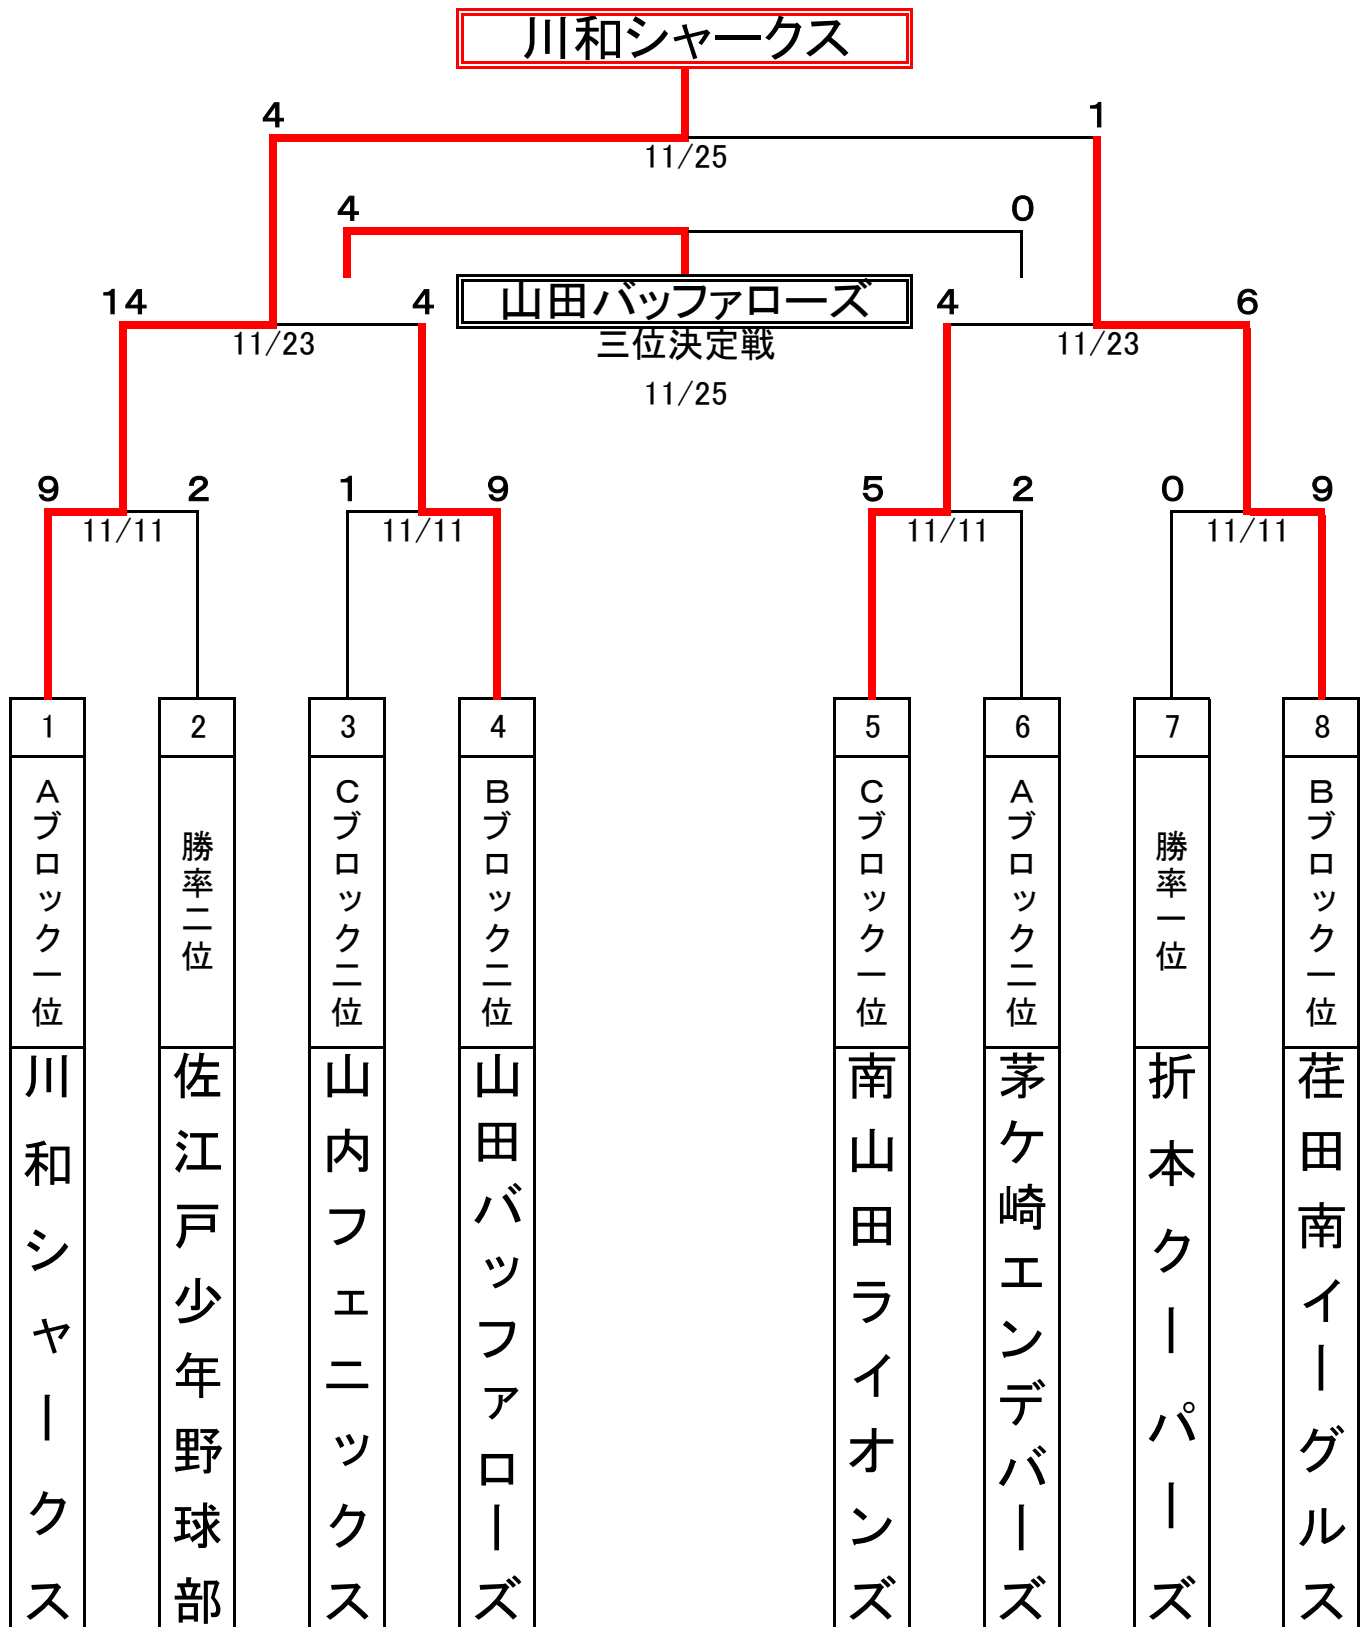 川和シャークス
4
1
11/25
4
0
山田バッファローズ
三位決定戦
11/25
14
4
11/23
4
6
11/23
9
2
11/11
1
9
11/11
5
2
11/11
0
9
11/11
1
Aブロック一位
川和シャークス
2
勝率二位
佐江戸少年野球部
3
Cブロック二位
山内フェニックス
4
Bブロック二位
山田バッファローズ
5
Cブロック一位
南山田ライオンズ
6
Aブロック二位
茅ケ崎エンデバーズ
7
勝率一位
折本クーパーズ
8
Bブロック一位
荏田南イーグルス